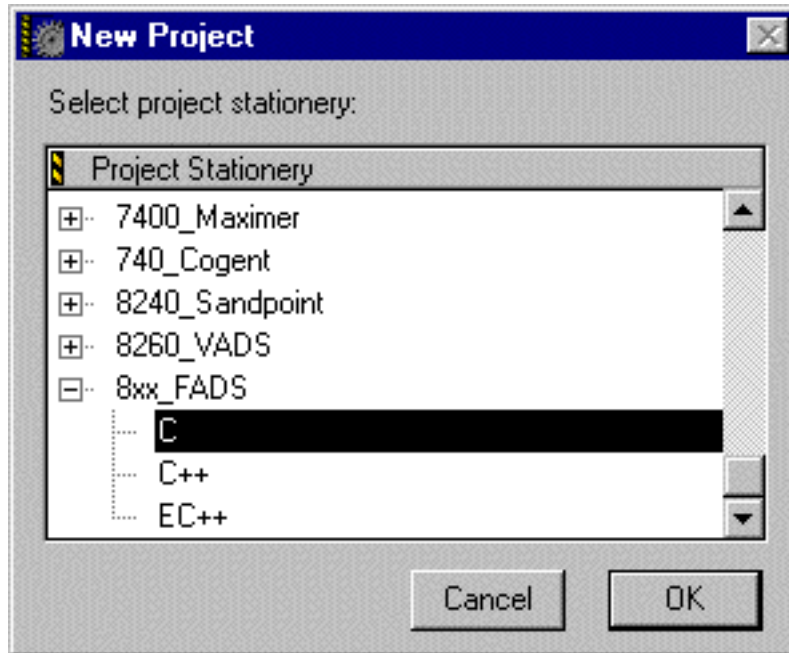 New Project
Select project stationery:
Project Stationery
7400_Maximer
740_Cogent
8240_Sandpoint
8260_VADS
8xx_FADS
C
C++
EC++
Cancel OK